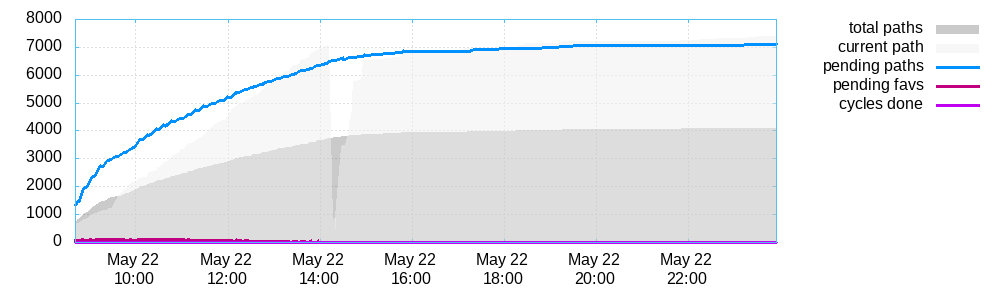 8000
7000
6000
5000
4000
3000
2000
1000
0
May 22
10:00
May 22
12:00
May 22
14:00
May 22
16:00
May 22
18:00
May 22
20:00
May 22
22:00
total paths
current path
pending paths
pending favs
cycles done